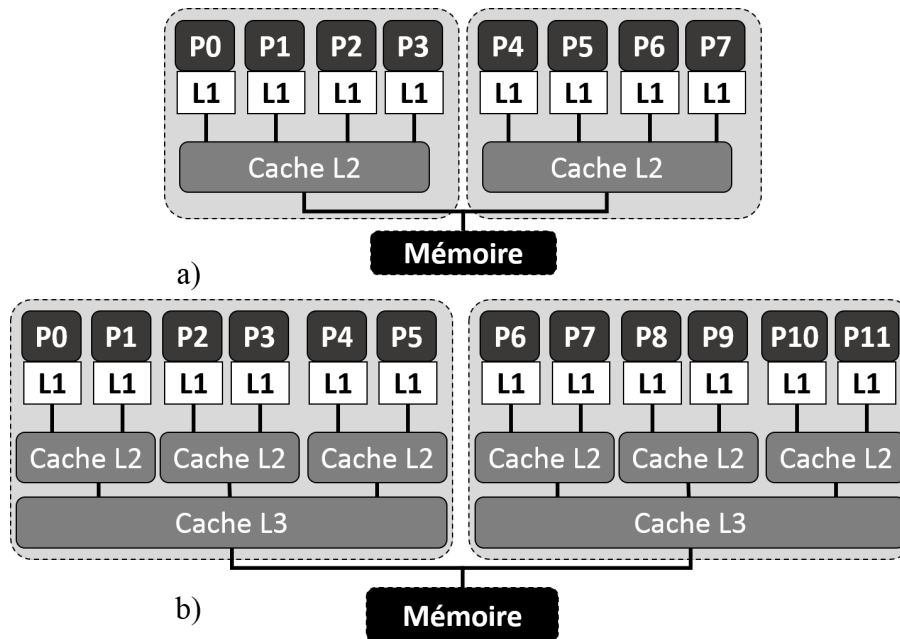 P0 P1 P2 P3 P4 P5 P6 P7
L1 L1 L1 L1 L1 L1 L1 L1
Cache L2 Cache L2
Mémoire
a)
P0 P1 P2 P3 P4 P5 P6 P7 P8 P9 P10 P11
L1 L1 L1 L1 L1 L1 L1 L1 L1 L1 L1 L1
Cache L2 Cache L2 Cache L2 Cache L2 Cache L2 Cache L2
Cache L3 Cache L3
b)
Mémoire